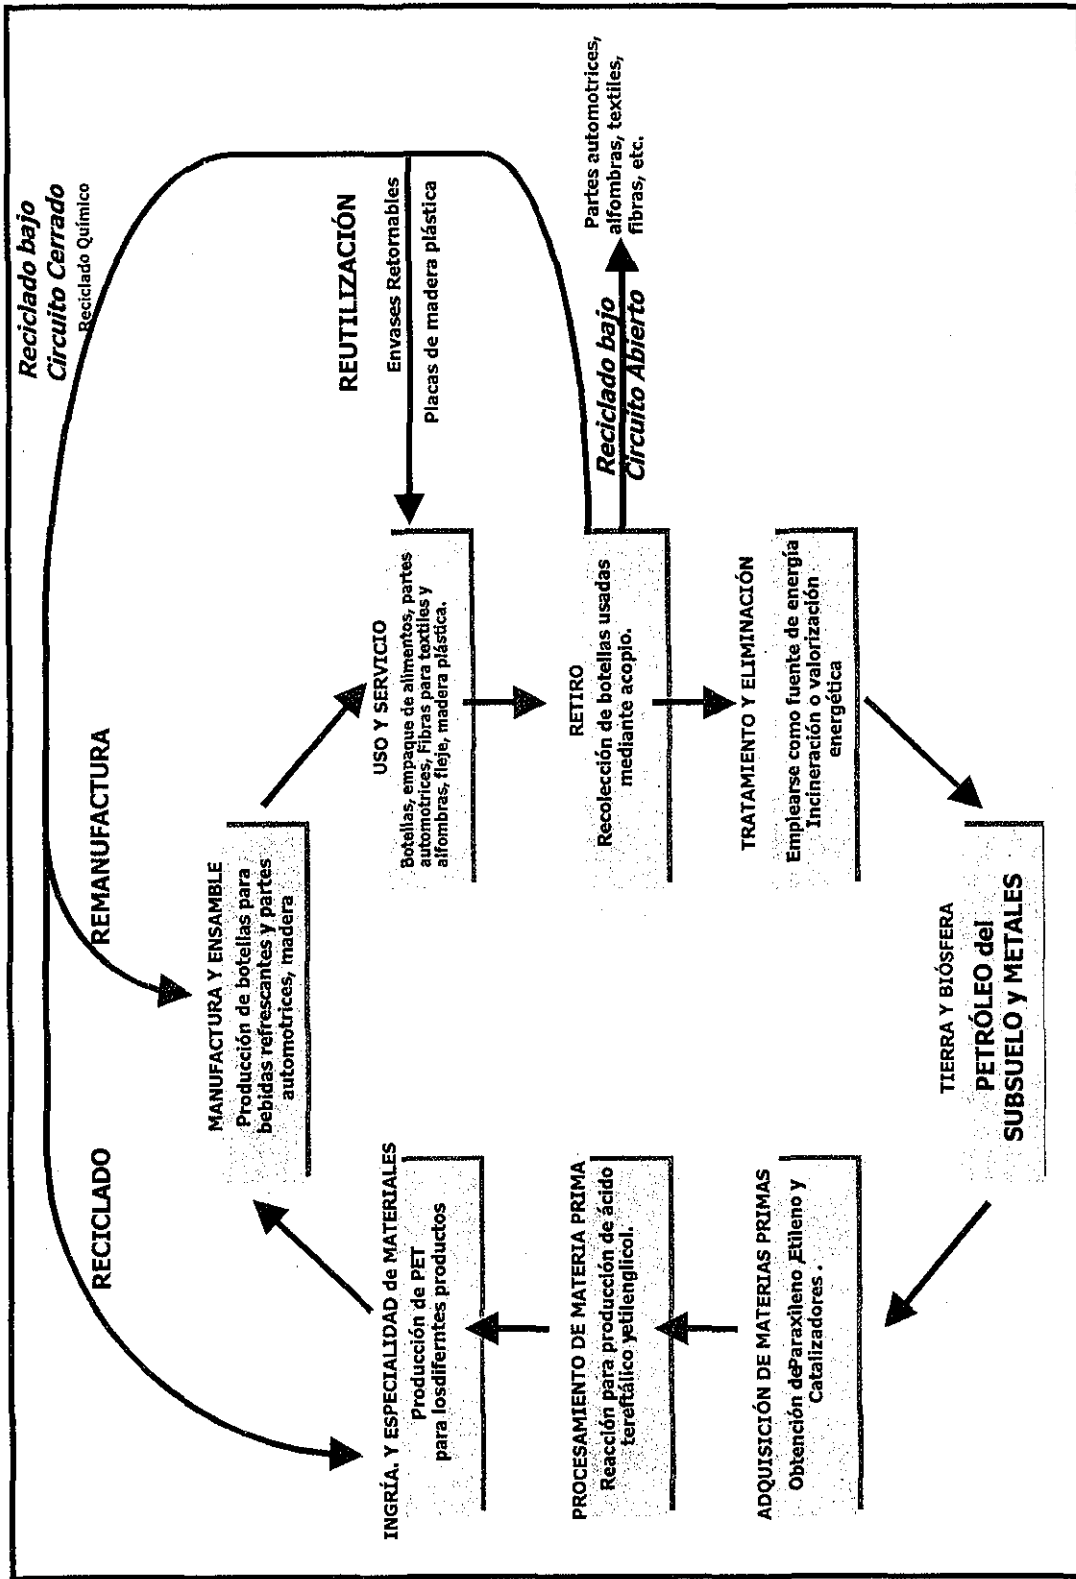 Reciclado bajo
Circuito Cerrado
Reciclado Químico
RECICLADO
REMANUFACTURA
REUTILIZACIÓN
Envases Retornables
Placas de madera plástica
MANUFACTURA Y ENSAMBLE
Producción de botellas para
bebidas refrescantes y partes
automotrices, madera
INGRÍA. Y ESPECIALIDAD de MATERIALES
Producción de PET
para losdiferntes productos
USO Y SERVICIO
Botellas, empaque de alimentos, partes
automotrices, Fibras para textiles y
alfombras, fleje, madera plástica.
PROCESAMIENTO DE MATERIA PRIMA
Reacción para producción de ácido
tereftálico yetilenglicol.
RETIRO
Recolección de botellas usadas
mediante acopio.
Reciclado bajo
Circuito Abierto
Partes automotrices,
alfombras, textiles,
fibras, etc.
ADQUISICIÓN DE MATERIAS PRIMAS
Obtención deParaxileno ,Etileno y
Catalizadores .
TRATAMIENTO Y ELIMINACIÓN
Emplearse como fuente de energía
Incineración o valorización
energética
TIERRA Y BIÓSFERA
PETRÓLEO del
SUBSUELO y METALES